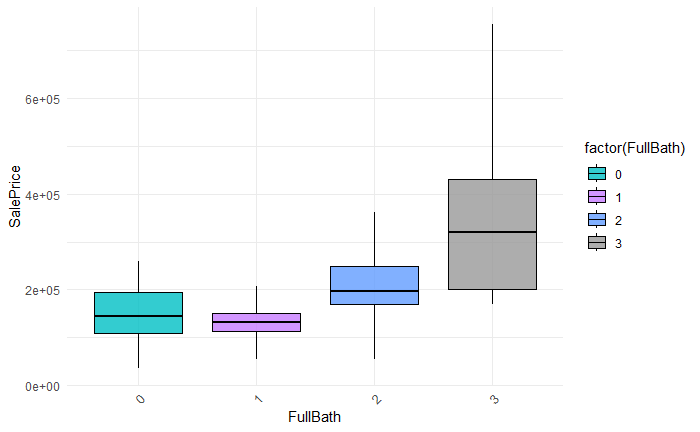 SalePrice
6e+05
4e+05
2e+05
0e+00
0
1
2
3
FullBath
factor(FullBath)
0
1
2
3